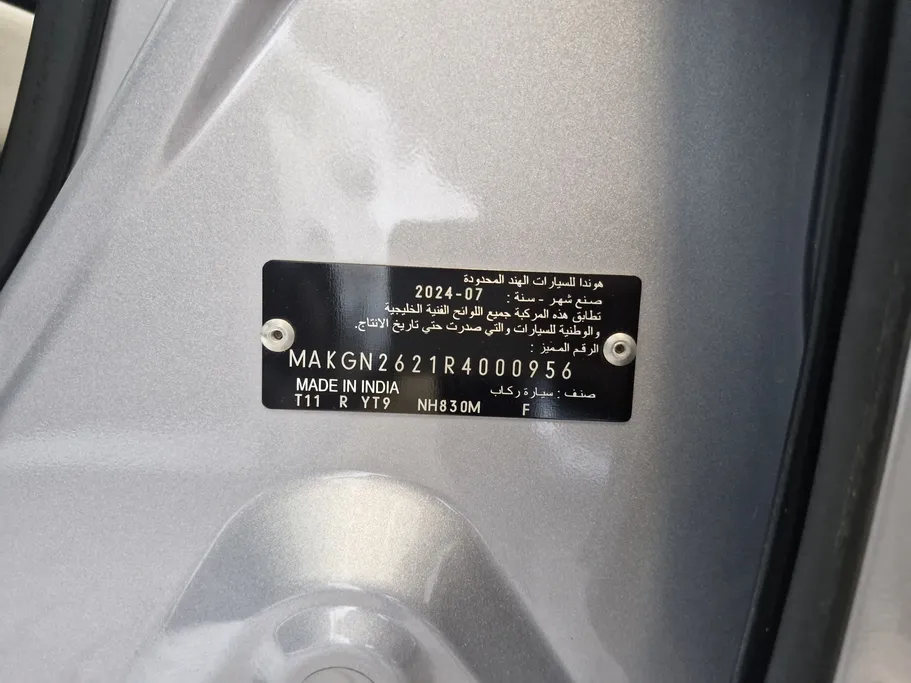 هوندا للسيارات الهند المحدودة
صنع شهر - سنة : 2024-07
تطابق هذه المركبة جميع اللوائح الفنية الخليجية
والوطنية للسيارات والتي صدرت حتي تاريخ الانتاج.
الرقم المميز :
MAKGN2621R4000956
MADE IN INDIA صنف : سيارة ركاب
T11 R YT9 NH830M F